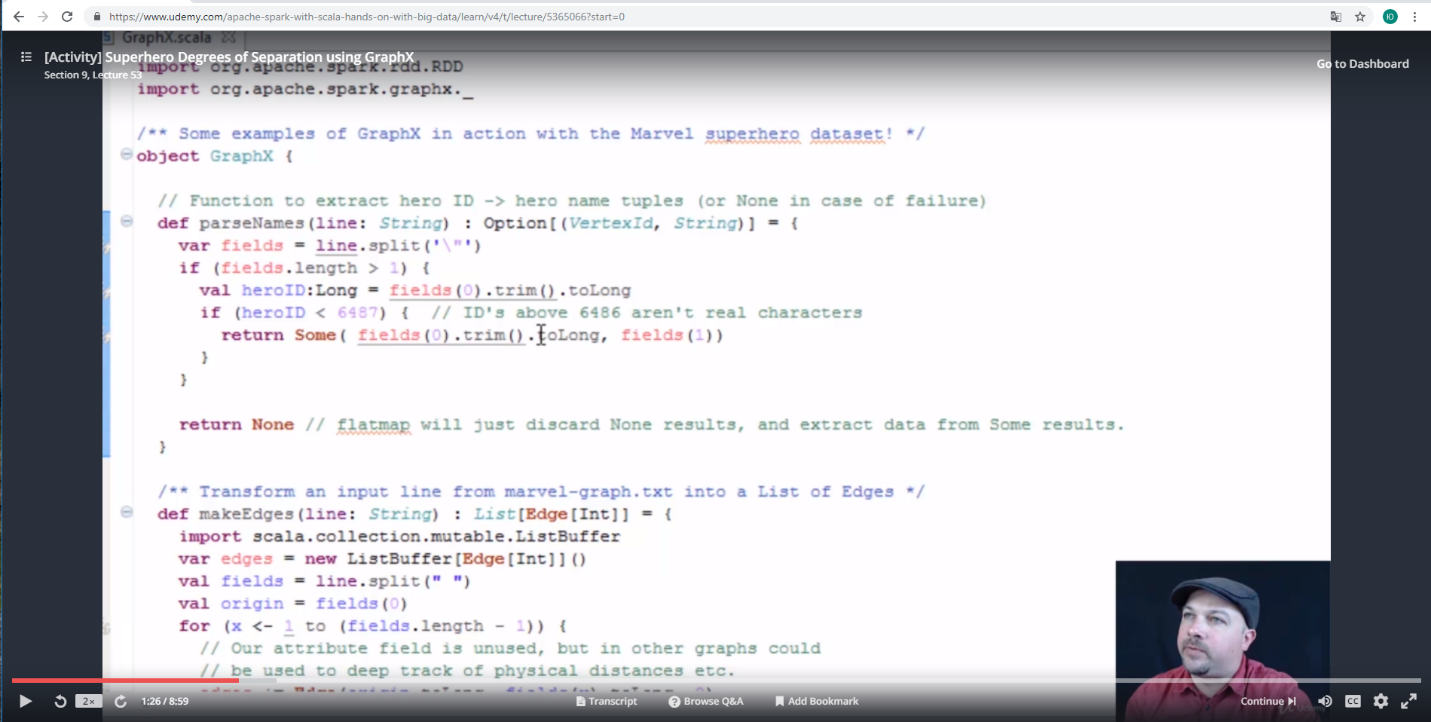 https://www.udemy.com/apache-spark-with-scala-hands-on-with-big-data/learn/v4/t/lecture/5365066?start=0
IO
GraphX.scala
[Activity] Superhero Degrees of Separation using GraphX
Section 9, Lecture 53
Go to Dashboard
import org.apache.spark.rdd.RDD
import org.apache.spark.graphx._
/** Some examples of GraphX in action with the Marvel superhero dataset! */
object GraphX {
// Function to extract hero ID -> hero name tuples (or None in case of failure)
def parseNames(line: String) : Option[(VertexId, String)] = {
var fields = line.split('\"')
if (fields.length > 1) {
val heroID:Long = fields(0).trim().toLong
if (heroID < 6487) { // ID's above 6486 aren't real characters
return Some( fields(0).trim().toLong, fields(1))
}
}
return None // flatmap will just discard None results, and extract data from Some results.
}
/** Transform an input line from marvel-graph.txt into a List of Edges */
def makeEdges(line: String) : List[Edge[Int]] = {
import scala.collection.mutable.ListBuffer
var edges = new ListBuffer[Edge[Int]]()
val fields = line.split(" ")
val origin = fields(0)
for (x <- 1 to (fields.length - 1)) {
// Our attribute field is unused, but in other graphs could
// be used to deep track of physical distances etc.
2×
1:26 / 8:59
Transcript
Browse Q&A
Add Bookmark
Continue
CC